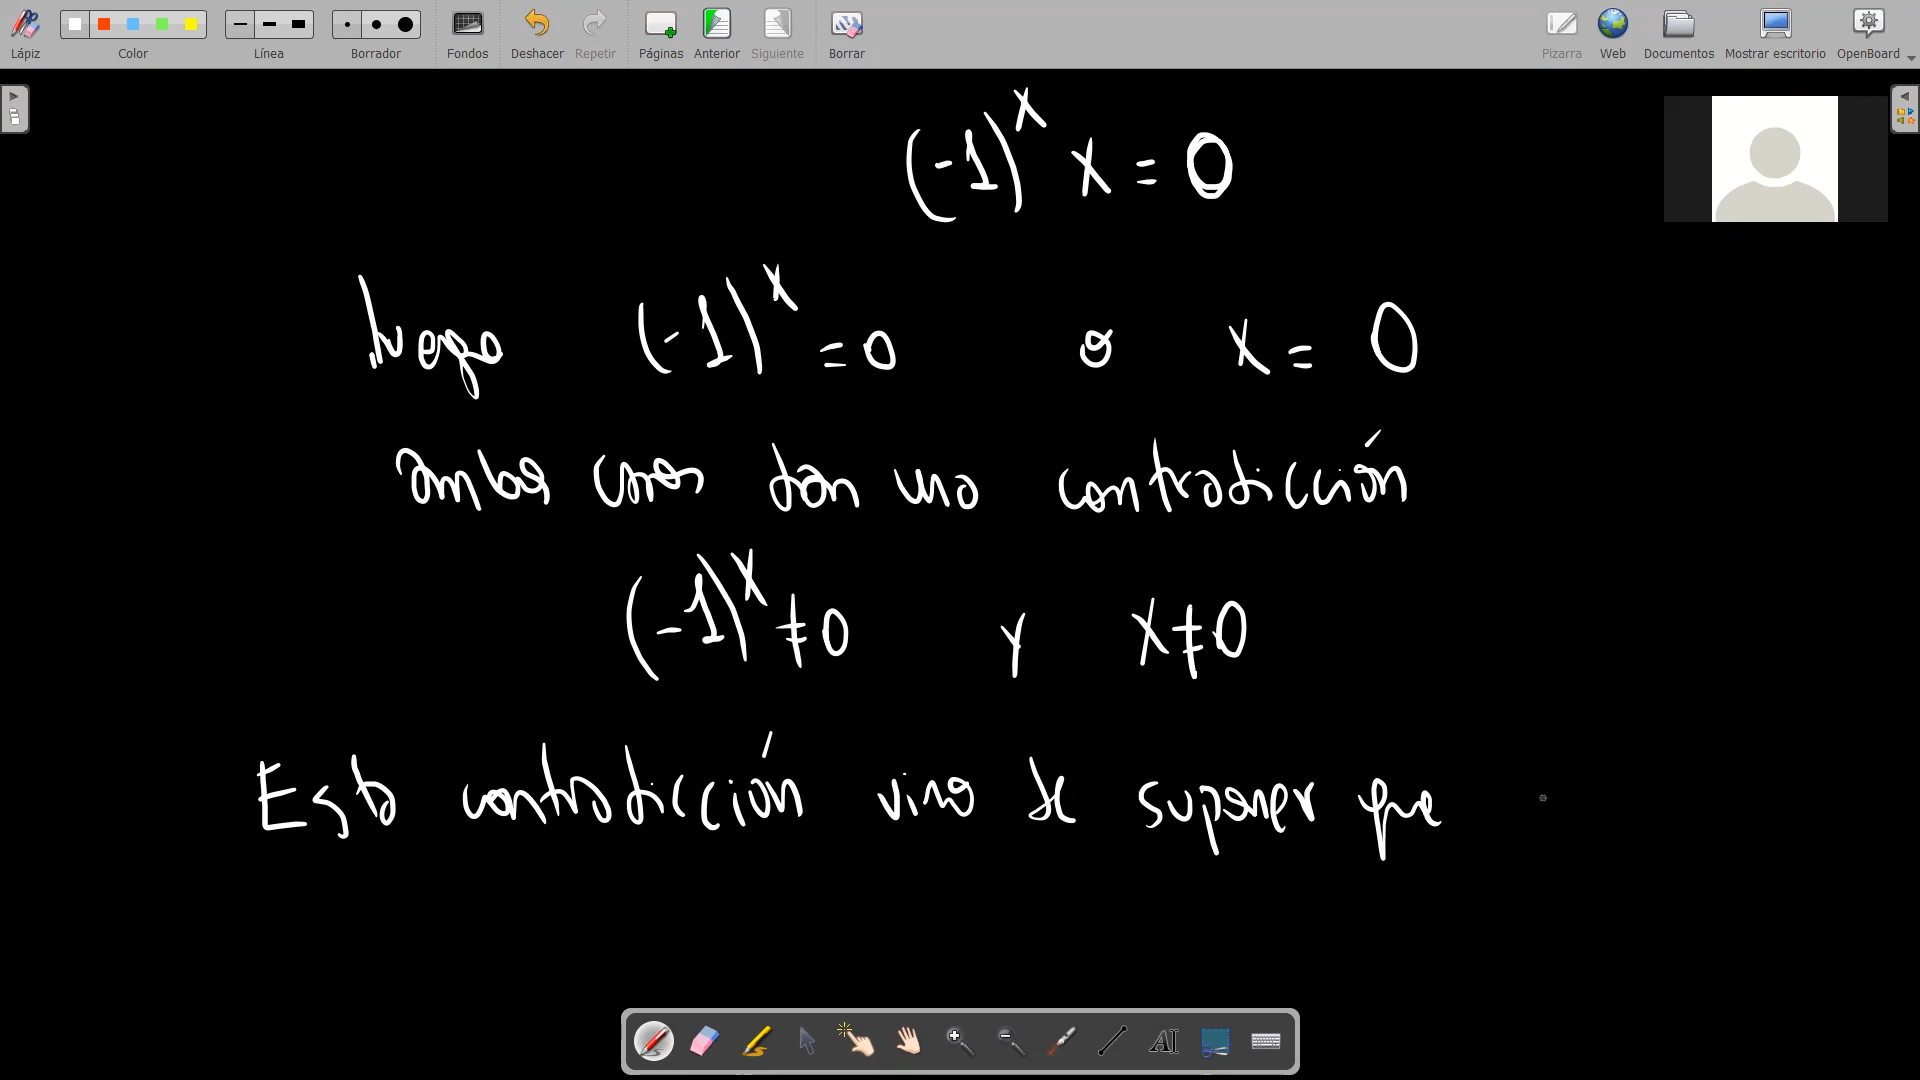 Lápiz Color Línea Borrador Fondos Deshacer Repetir Páginas Anterior Siguiente Borrar Pizarra Web Documentos Mostrar escritorio OpenBoard
(-1)^x x = 0
luego (-1)^x = 0 o x = 0
ambos casos dan una contradicción
(-1)^x ≠ 0 y x ≠ 0
Esta contradicción vino de suponer que